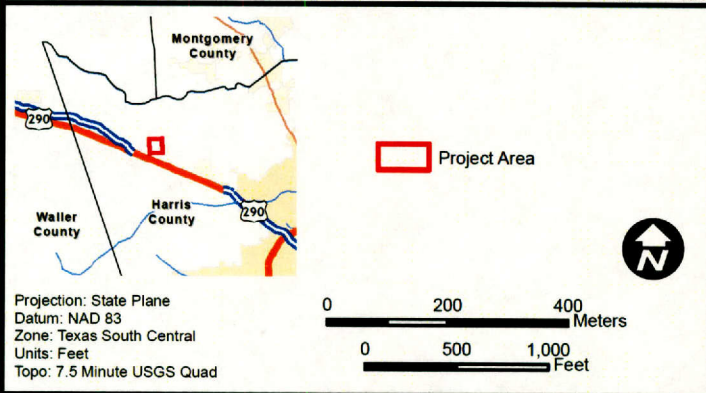 Montgomery
County
290
Harris
County
290
Waller
County
Project Area
N
Projection: State Plane
Datum: NAD 83
Zone: Texas South Central
Units: Feet
Topo: 7.5 Minute USGS Quad
0 200 400
Meters
0 500 1,000
Feet